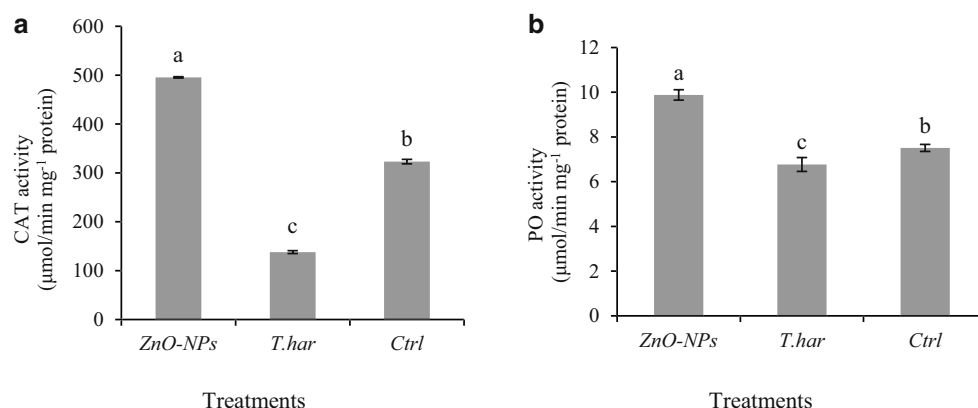 a
600
500
400
300
200
100
0
CAT activity
(µmol/min mg⁻¹ protein)
a
c
b
ZnO-NPs
T.har
Ctrl
Treatments
b
12
10
8
6
4
2
0
PO activity
(µmol/min mg⁻¹ protein)
a
c
b
ZnO-NPs
T.har
Ctrl
Treatments